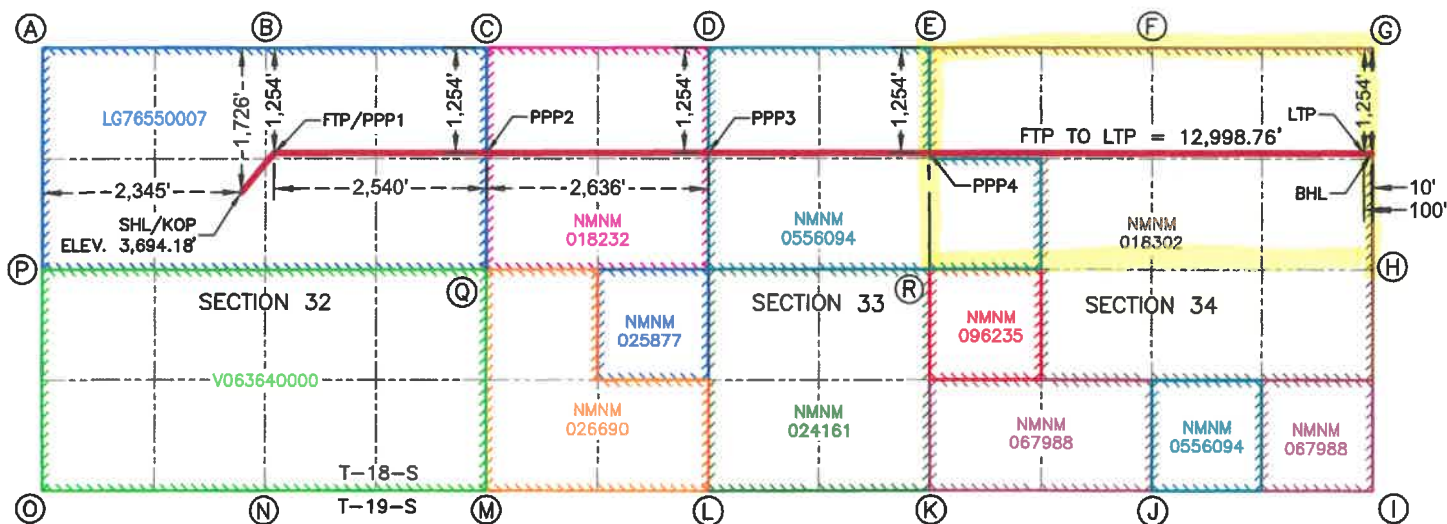 A
B
C
D
E
F
G
LG76550007
1,726'
1,254'
FTP/PPP1
1,254'
PPP2
1,254'
PPP3
1,254'
FTP TO LTP = 12,998.76'
LTP
1,254'
2,345'
2,540'
2,636'
PPP4
BHL
10'
100'
SHL/KOP
ELEV. 3,694.18'
NMNM
018232
NMNM
0556094
NMNM
018302
P
Q
R
H
SECTION 32
SECTION 33
SECTION 34
NMNM
025877
NMNM
096235
V063640000
NMNM
026690
NMNM
024161
NMNM
067988
NMNM
0556094
NMNM
067988
T-18-S
T-19-S
O
N
M
L
K
J
I